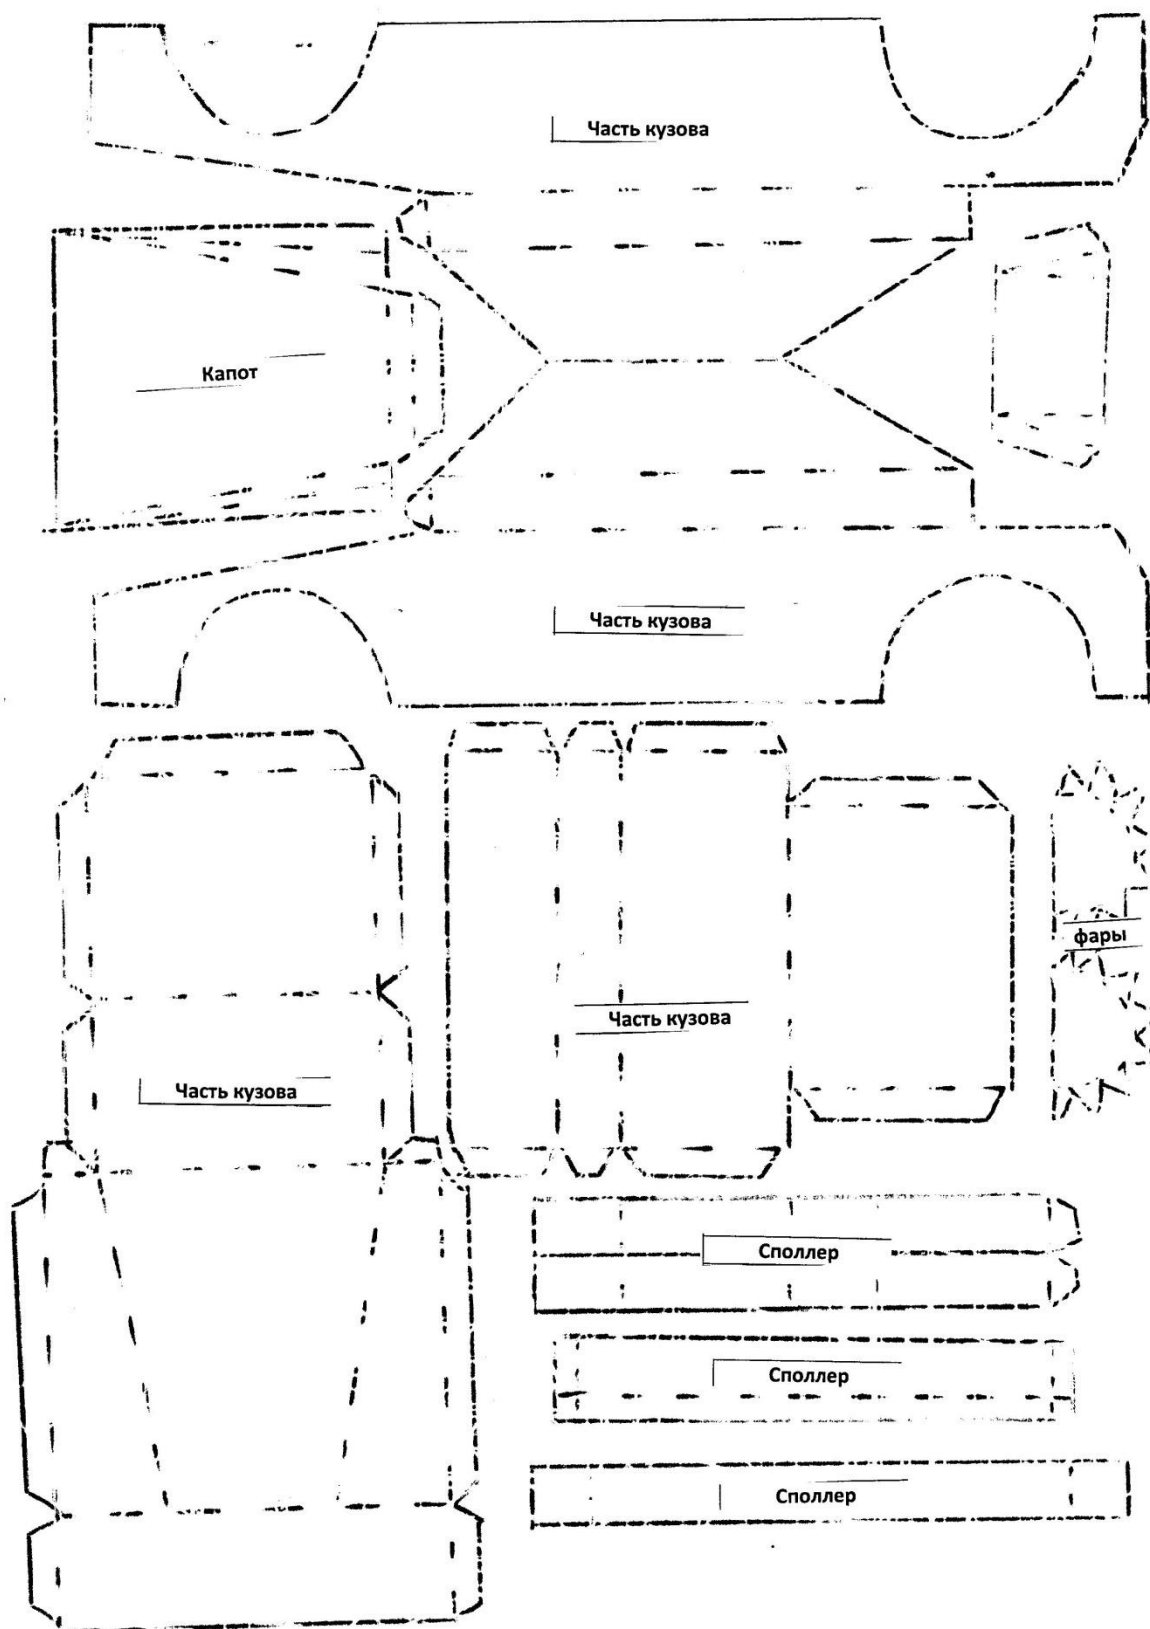 Часть кузова
Капот
Часть кузова
фары
Часть кузова
Часть кузова
Споллер
Споллер
Споллер